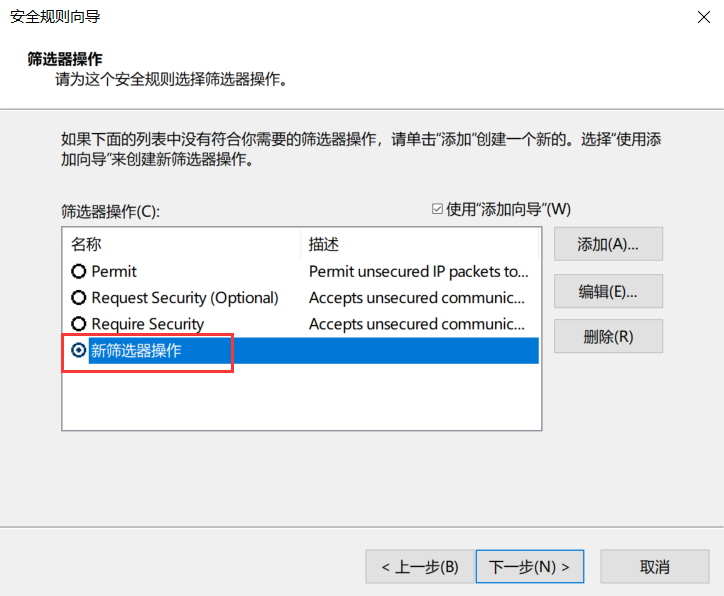 安全规则向导
筛选器操作
请为这个安全规则选择筛选器操作。
如果下面的列表中没有符合你需要的筛选器操作，请单击“添加”创建一个新的。选择“使用添
加向导”来创建新筛选器操作。
筛选器操作(C):
使用“添加向导”(W)
名称 描述
Permit Permit unsecured IP packets to...
Request Security (Optional) Accepts unsecured communic...
Require Security Accepts unsecured communic...
新筛选器操作
添加(A)...
编辑(E)...
删除(R)
< 上一步(B) 下一步(N) > 取消